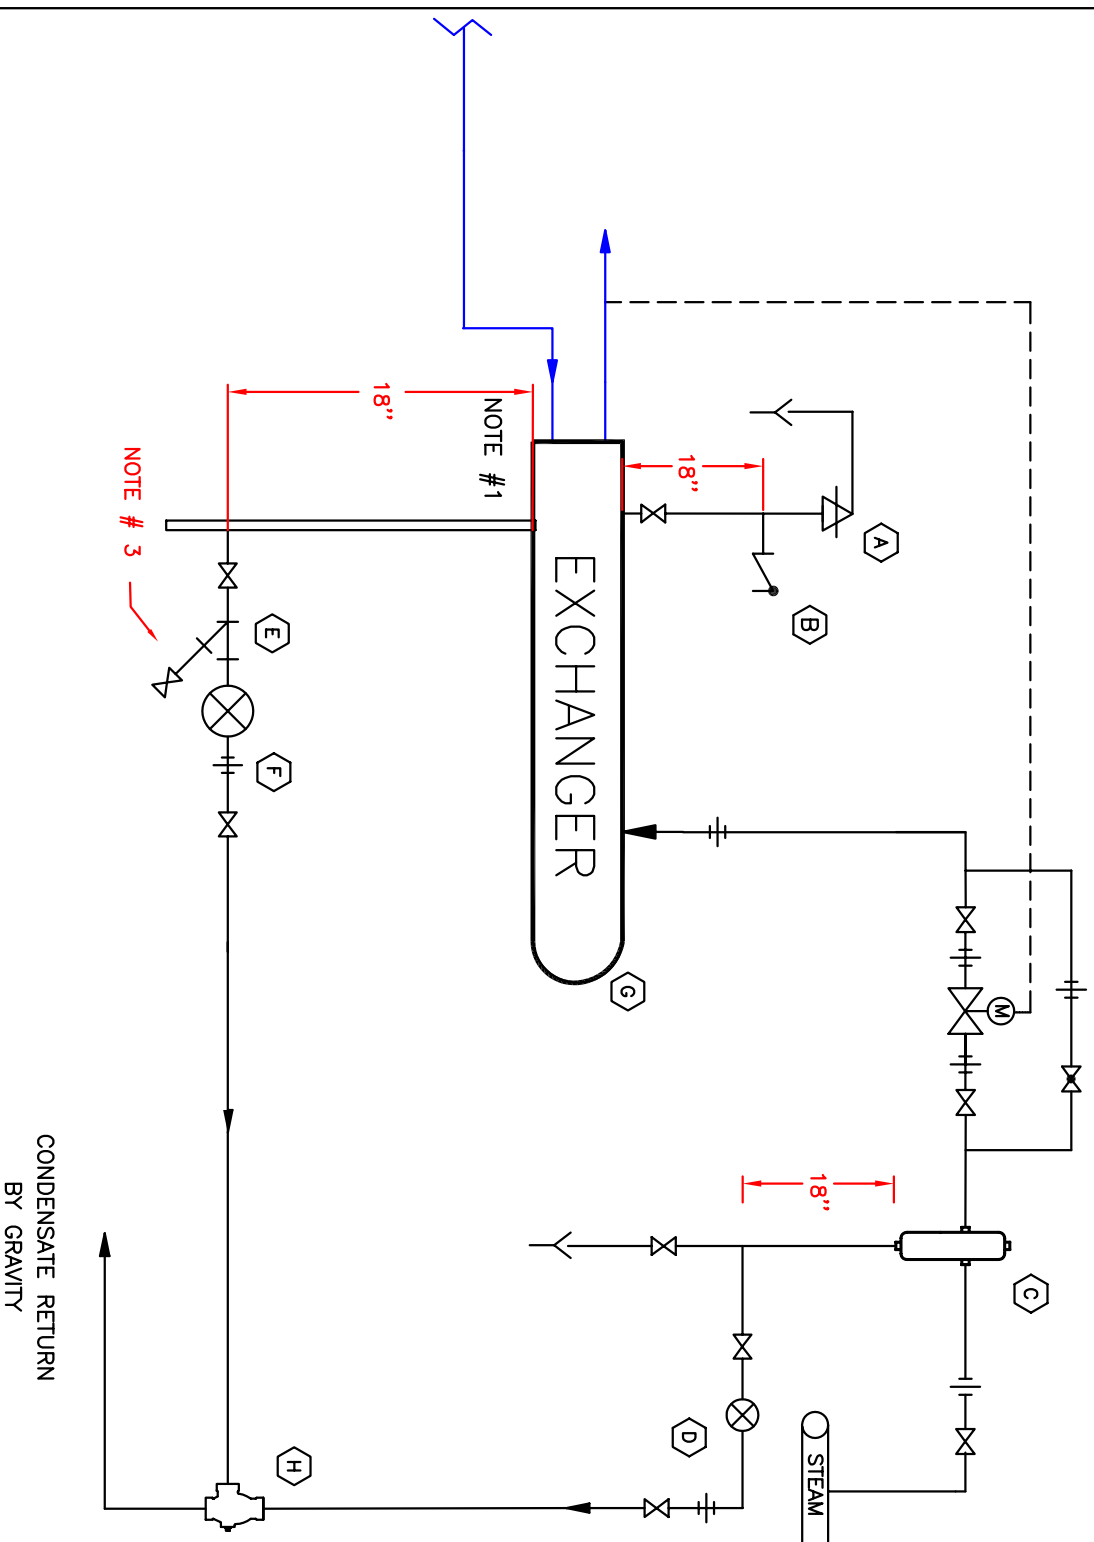 STEAM
C
M
A
B
18"
18"
D
EXCHANGER
G
NOTE #1
18"
E
F
H
NOTE # 3
CONDENSATE RETURN
BY GRAVITY